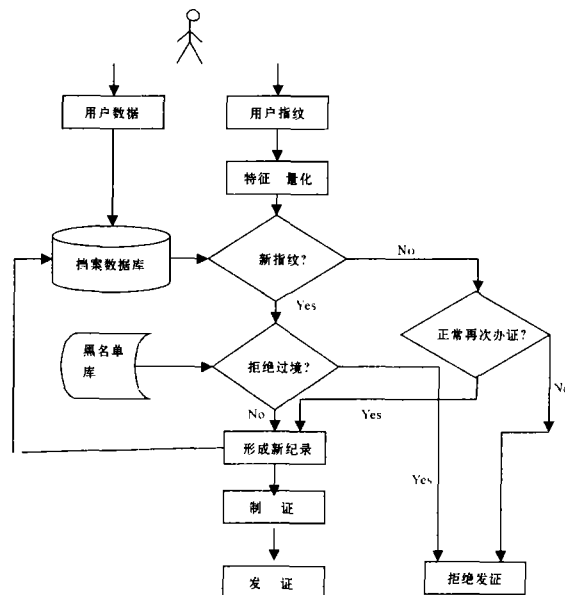 用户数据
用户指纹
特征 量化
挡案数据库
新指纹?
No
Yes
正常再次办证?
黑名单
库
拒绝过境?
No
Yes
No
形成新纪录
Yes
制 证
发 证
拒绝发证